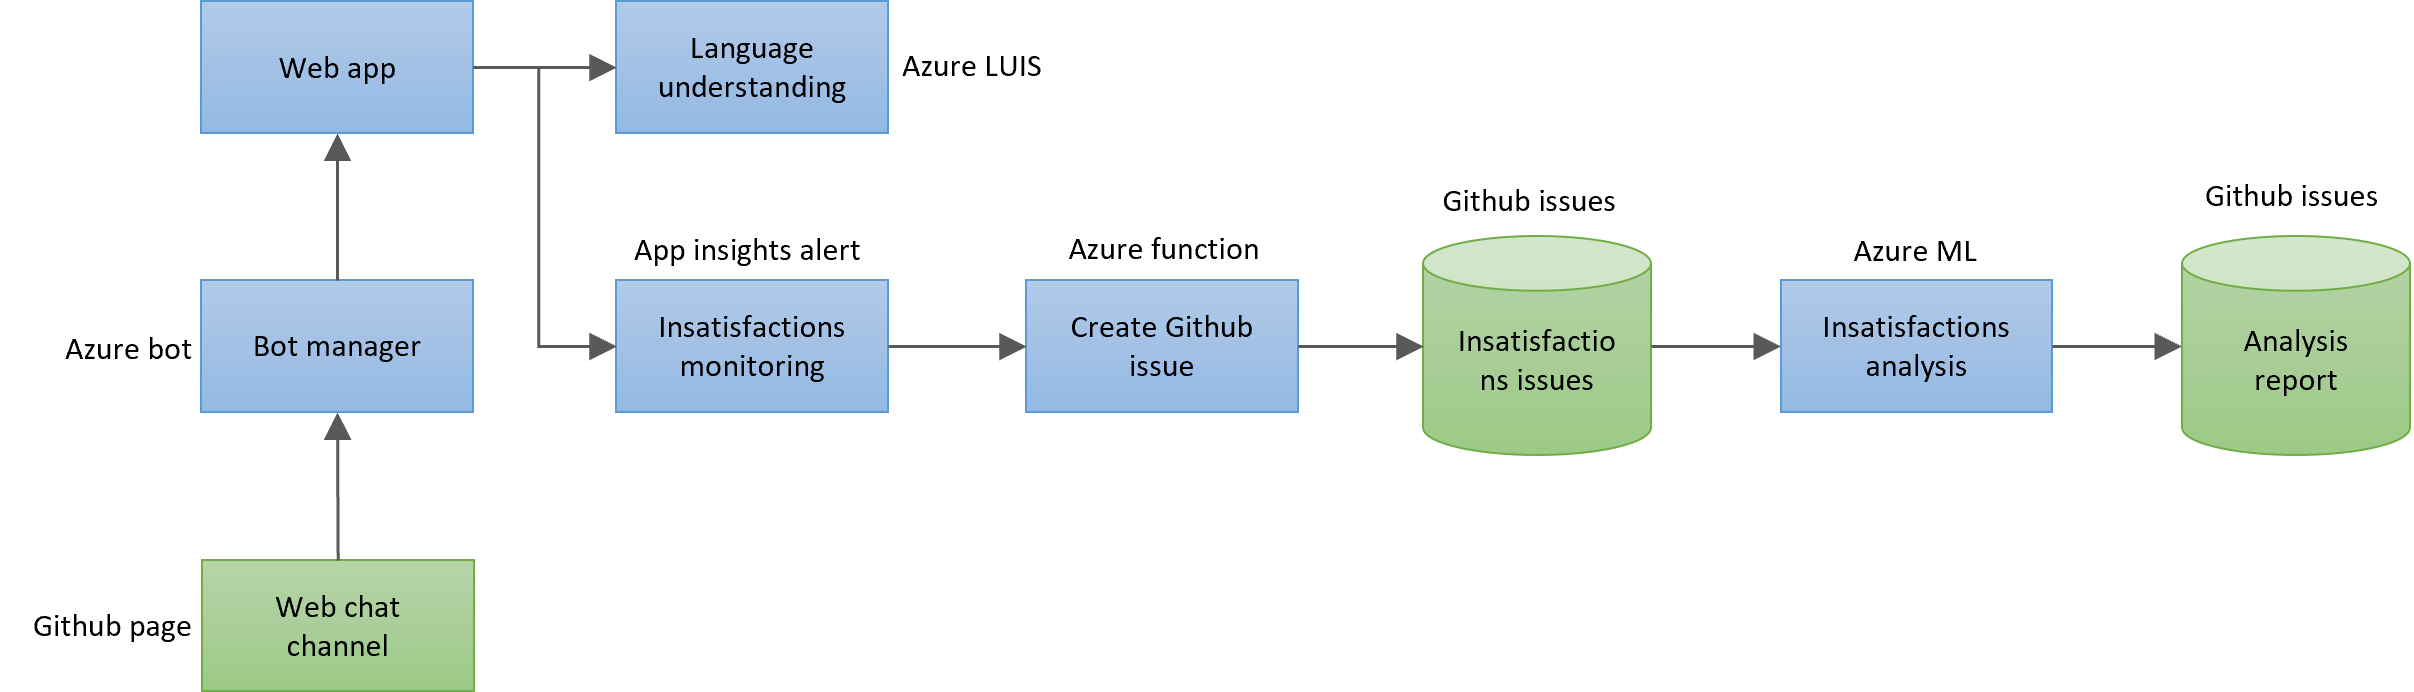 Web app
Language
understanding
Azure LUIS
Github issues
Github issues
App insights alert
Azure function
Azure ML
Azure bot
Bot manager
Insatisfactions
monitoring
Create Github
issue
Insatisfactio
ns issues
Insatisfactions
analysis
Analysis
report
Github page
Web chat
channel